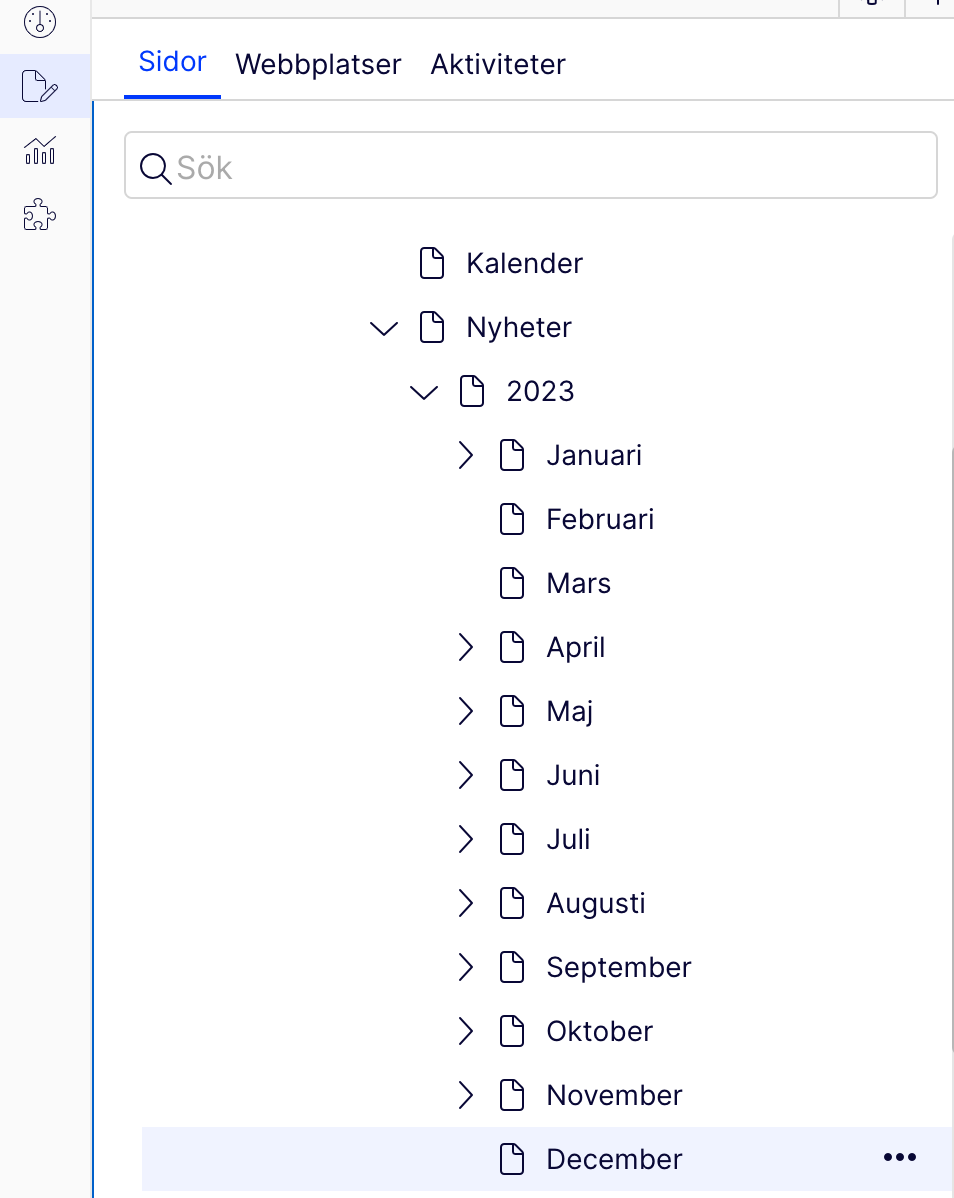 Sidor Webbplatser Aktiviteter
Sök
Kalender
Nyheter
2023
Januari
Februari
Mars
April
Maj
Juni
Juli
Augusti
September
Oktober
November
December